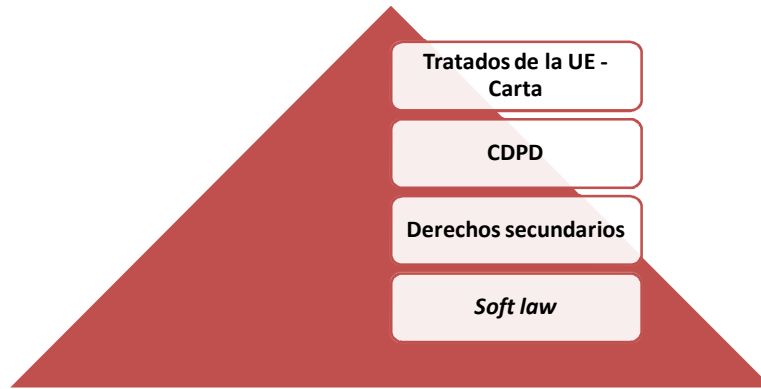 Tratados de la UE -
Carta
CDPD
Derechos secundarios
Soft law